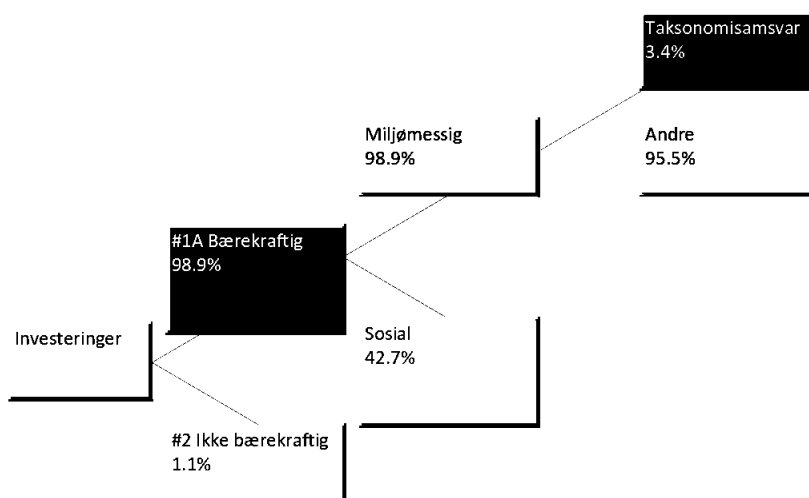 Taksonomisamsvar
3.4%
Miljømessig
98.9%
Andre
95.5%
#1A Bærekraftig
98.9%
Investeringer
Sosial
42.7%
#2 Ikke bærekraftig
1.1%